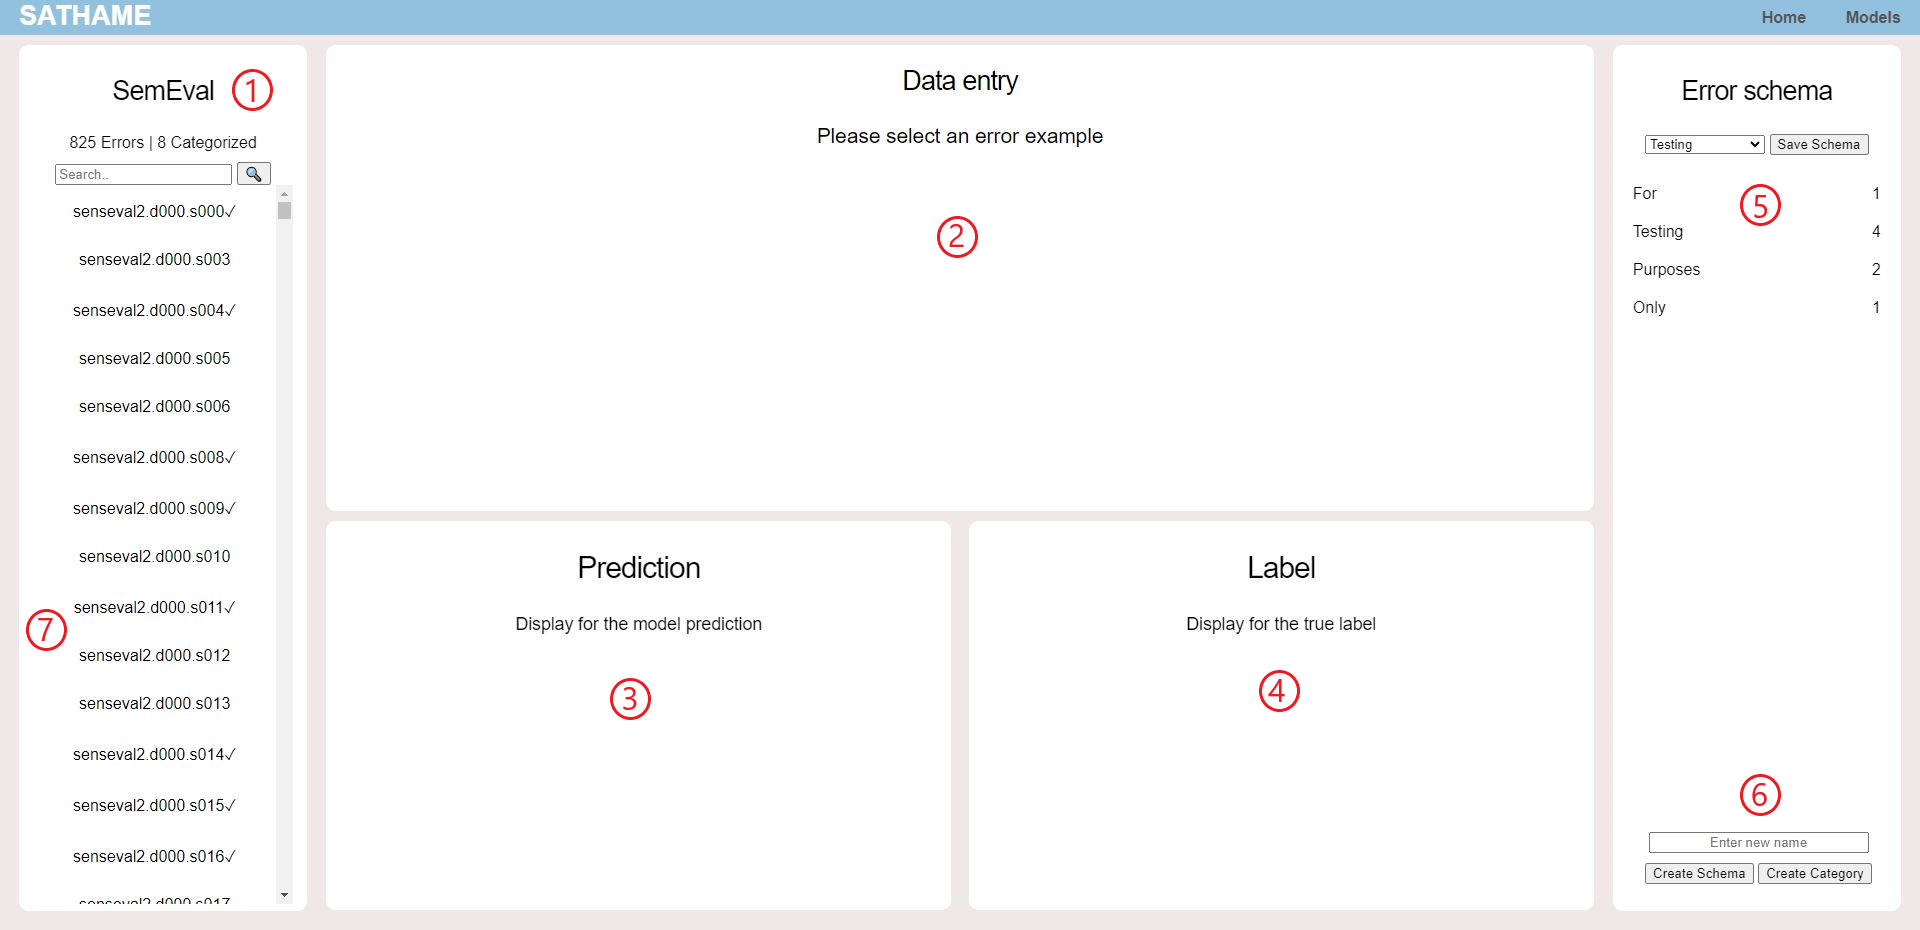 SATHAME
Home Models
SemEval 1
825 Errors | 8 Categorized
Search..
senseval2.d000.s000✓
senseval2.d000.s003
senseval2.d000.s004✓
senseval2.d000.s005
senseval2.d000.s006
senseval2.d000.s008✓
senseval2.d000.s009✓
senseval2.d000.s010
senseval2.d000.s011✓
7
senseval2.d000.s012
senseval2.d000.s013
senseval2.d000.s014✓
senseval2.d000.s015✓
senseval2.d000.s016✓
senseval2.d000.s017
Data entry
Please select an error example
2
Prediction
Display for the model prediction
3
Label
Display for the true label
4
Error schema
Testing Save Schema
For 1
5
Testing 4
Purposes 2
Only 1
6
Enter new name
Create Schema Create Category